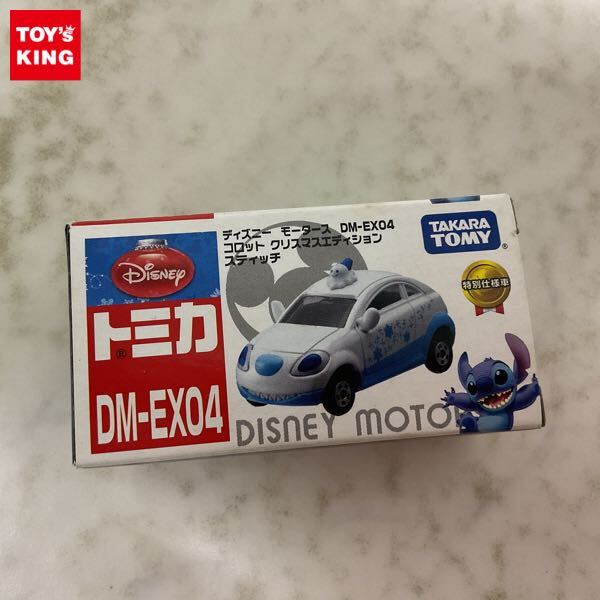 TOY'S
KING
ディズニー モータース DM-EX04
コロット クリスマスエディション
スティッチ
TAKARA
TOMY
®
Disney
特別仕様車
トミカ
®
DM-EX04
DISNEY MOTO